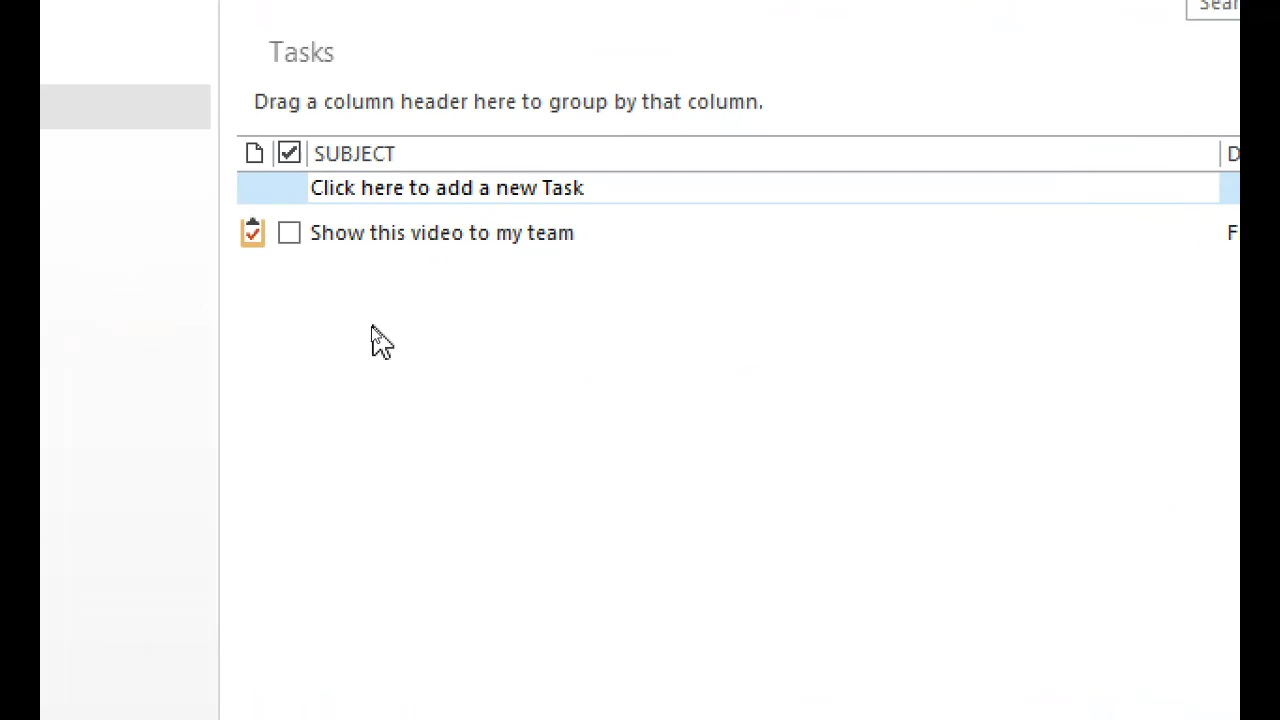 Sear
Tasks
Drag a column header here to group by that column.
SUBJECT D
Click here to add a new Task
Show this video to my team F